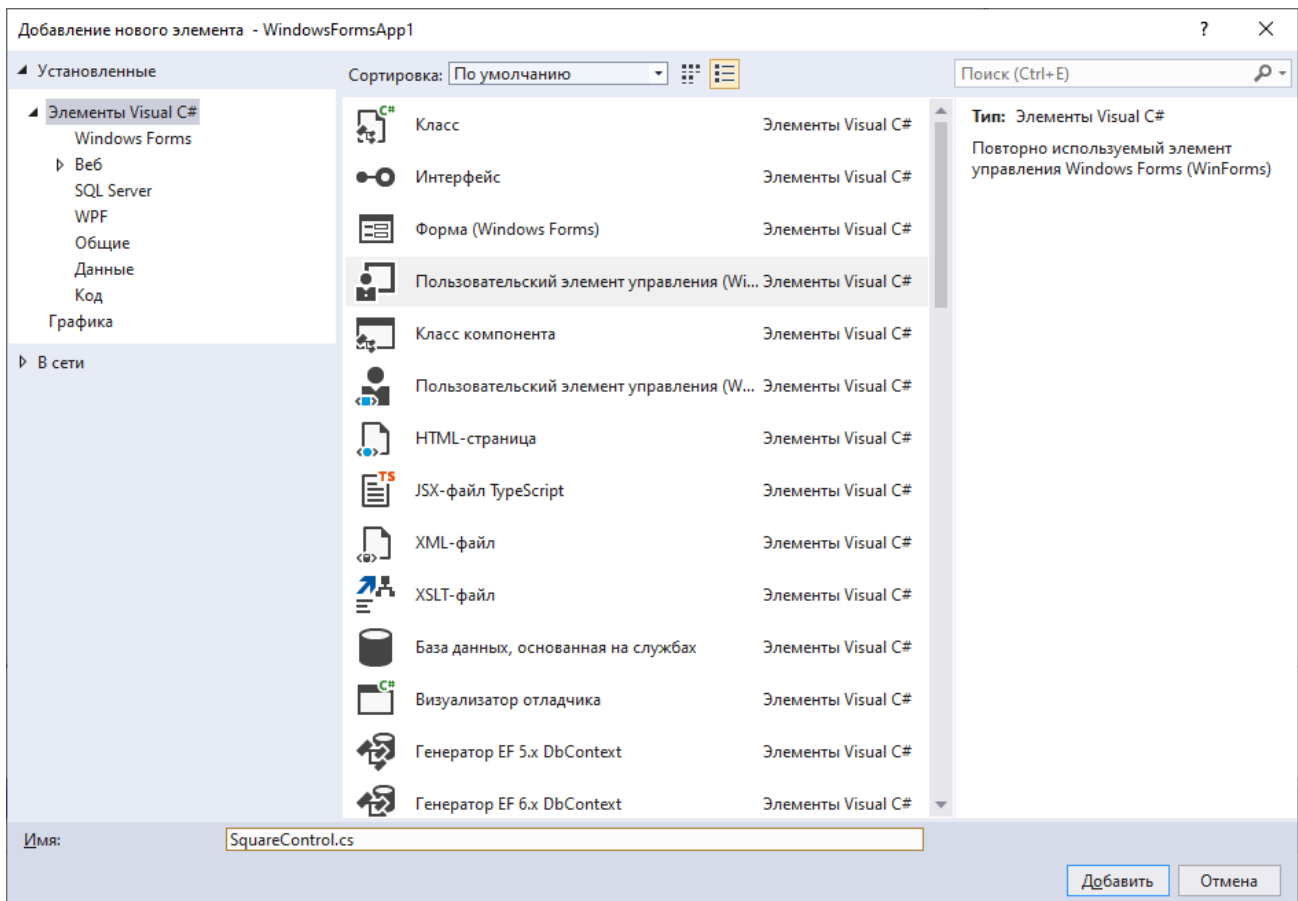 Добавление нового элемента - WindowsFormsApp1
?
Установленные
Сортировка: По умолчанию
Поиск (Ctrl+E)
Элементы Visual C#
Windows Forms
Веб
SQL Server
WPF
Общие
Данные
Код
Графика
В сети
C#
Класс Элементы Visual C#
Интерфейс Элементы Visual C#
Форма (Windows Forms) Элементы Visual C#
Пользовательский элемент управления (Wi... Элементы Visual C#
Класс компонента Элементы Visual C#
Пользовательский элемент управления (W... Элементы Visual C#
HTML-страница Элементы Visual C#
TS
JSX-файл TypeScript Элементы Visual C#
XML-файл Элементы Visual C#
XSLT-файл Элементы Visual C#
База данных, основанная на службах Элементы Visual C#
C#
Визуализатор отладчика Элементы Visual C#
Генератор EF 5.x DbContext Элементы Visual C#
Генератор EF 6.x DbContext Элементы Visual C#
Тип: Элементы Visual C#
Повторно используемый элемент
управления Windows Forms (WinForms)
Имя: SquareControl.cs
Добавить Отмена